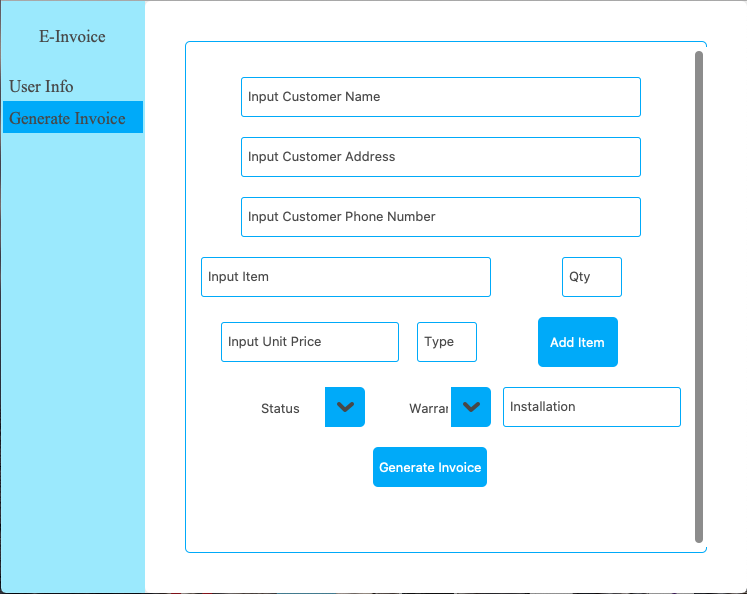 E-Invoice
User Info
Generate Invoice
Input Customer Name
Input Customer Address
Input Customer Phone Number
Input Item Qty
Input Unit Price Type Add Item
Status Warrar Installation
Generate Invoice